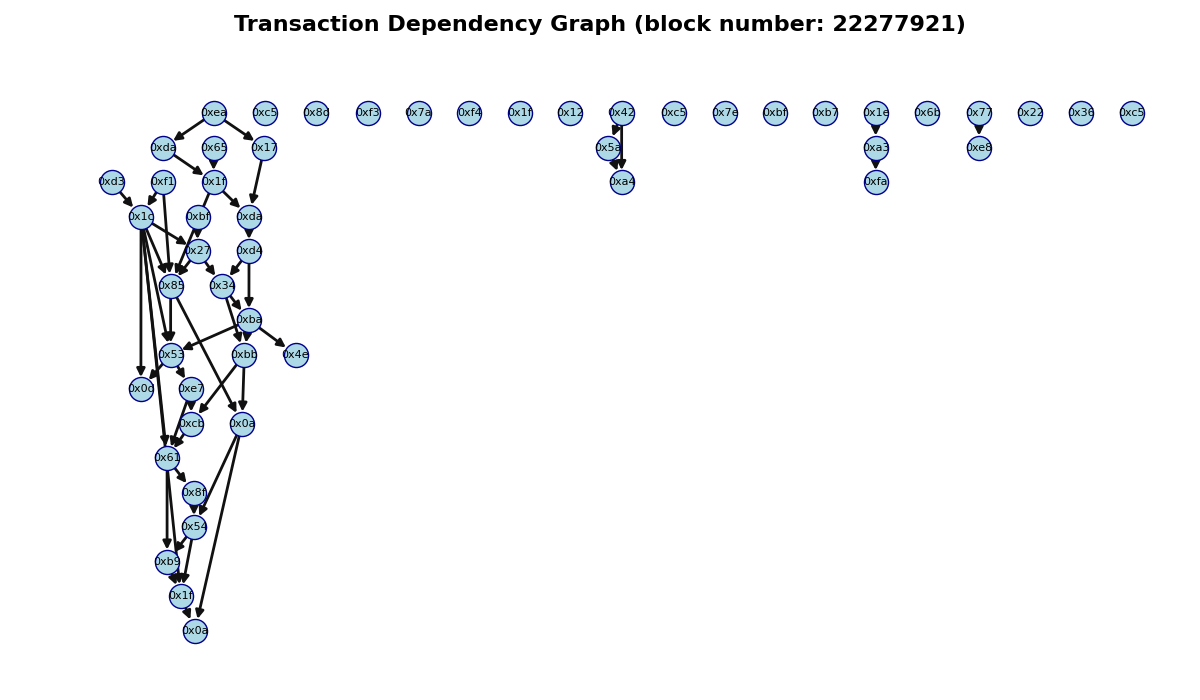 Transaction Dependency Graph (block number: 22277921)
0xea 0xc5 0x8d 0xf3 0x7a 0xf4 0x1f 0x12 0x42 0xc5 0x7e 0xbf 0xb7 0x1e 0x6b 0x77 0x22 0x36 0xc5
0xda 0x65 0x17 0x5a 0xa3 0xe8
0xd3 0xf1 0x1f 0xa4 0xfa
0x1c 0xbf 0xda
0x27 0xd4
0x85 0x34
0xba
0x53 0xbb 0x4e
0xe7
0xcb 0x0a
0x61
0x8f
0x54
0xb9
0x1f
0x0a